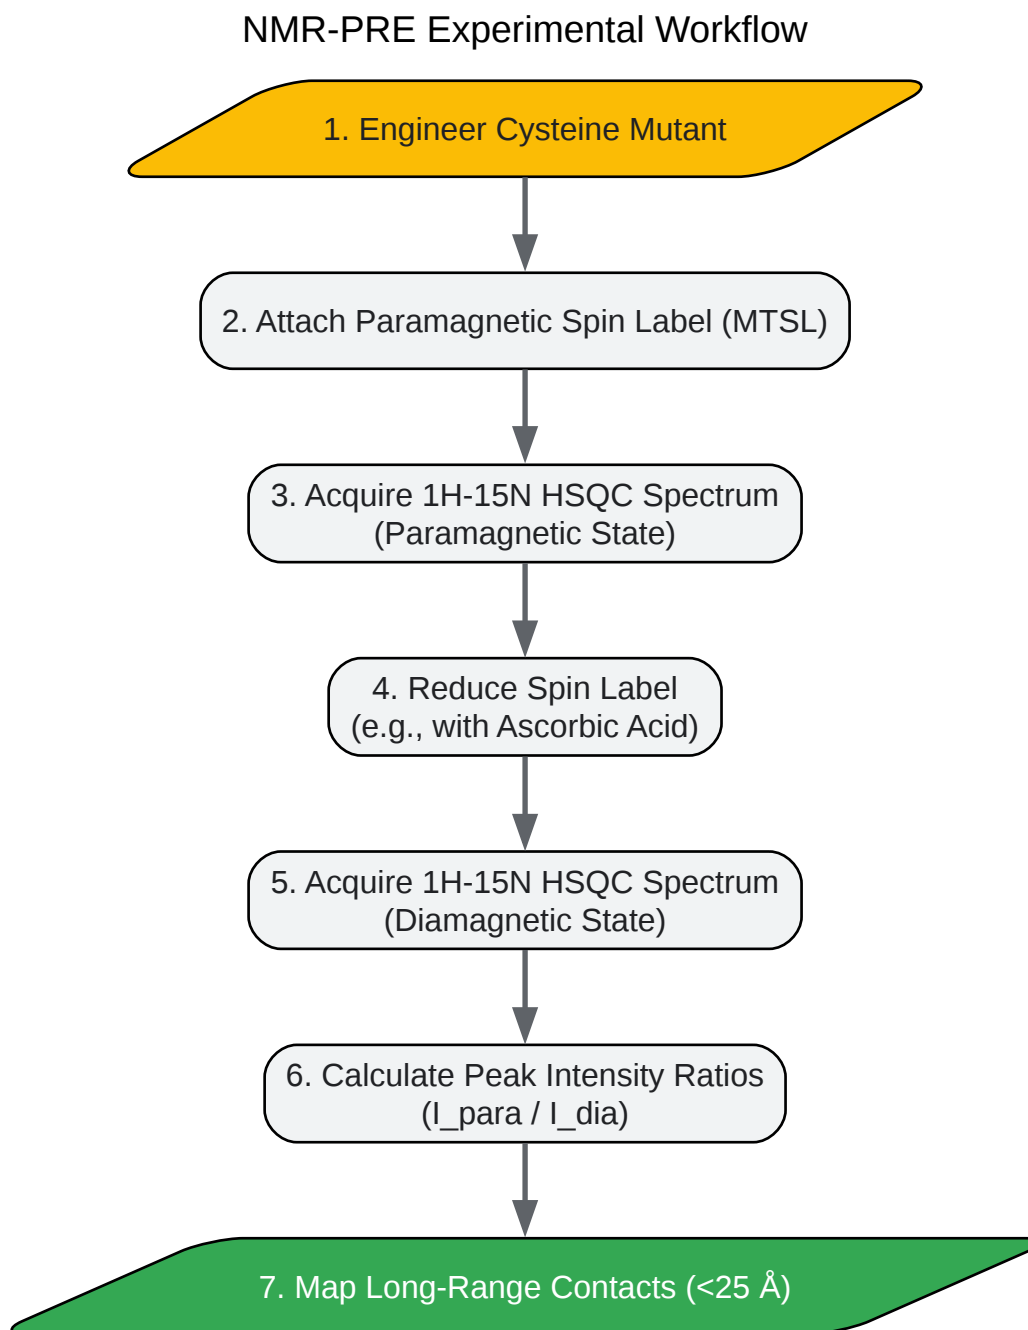 NMR-PRE Experimental Workflow
1. Engineer Cysteine Mutant
2. Attach Paramagnetic Spin Label (MTSL)
3. Acquire 1H-15N HSQC Spectrum
(Paramagnetic State)
4. Reduce Spin Label
(e.g., with Ascorbic Acid)
5. Acquire 1H-15N HSQC Spectrum
(Diamagnetic State)
6. Calculate Peak Intensity Ratios
(I_para / I_dia)
7. Map Long-Range Contacts (<25 Å)